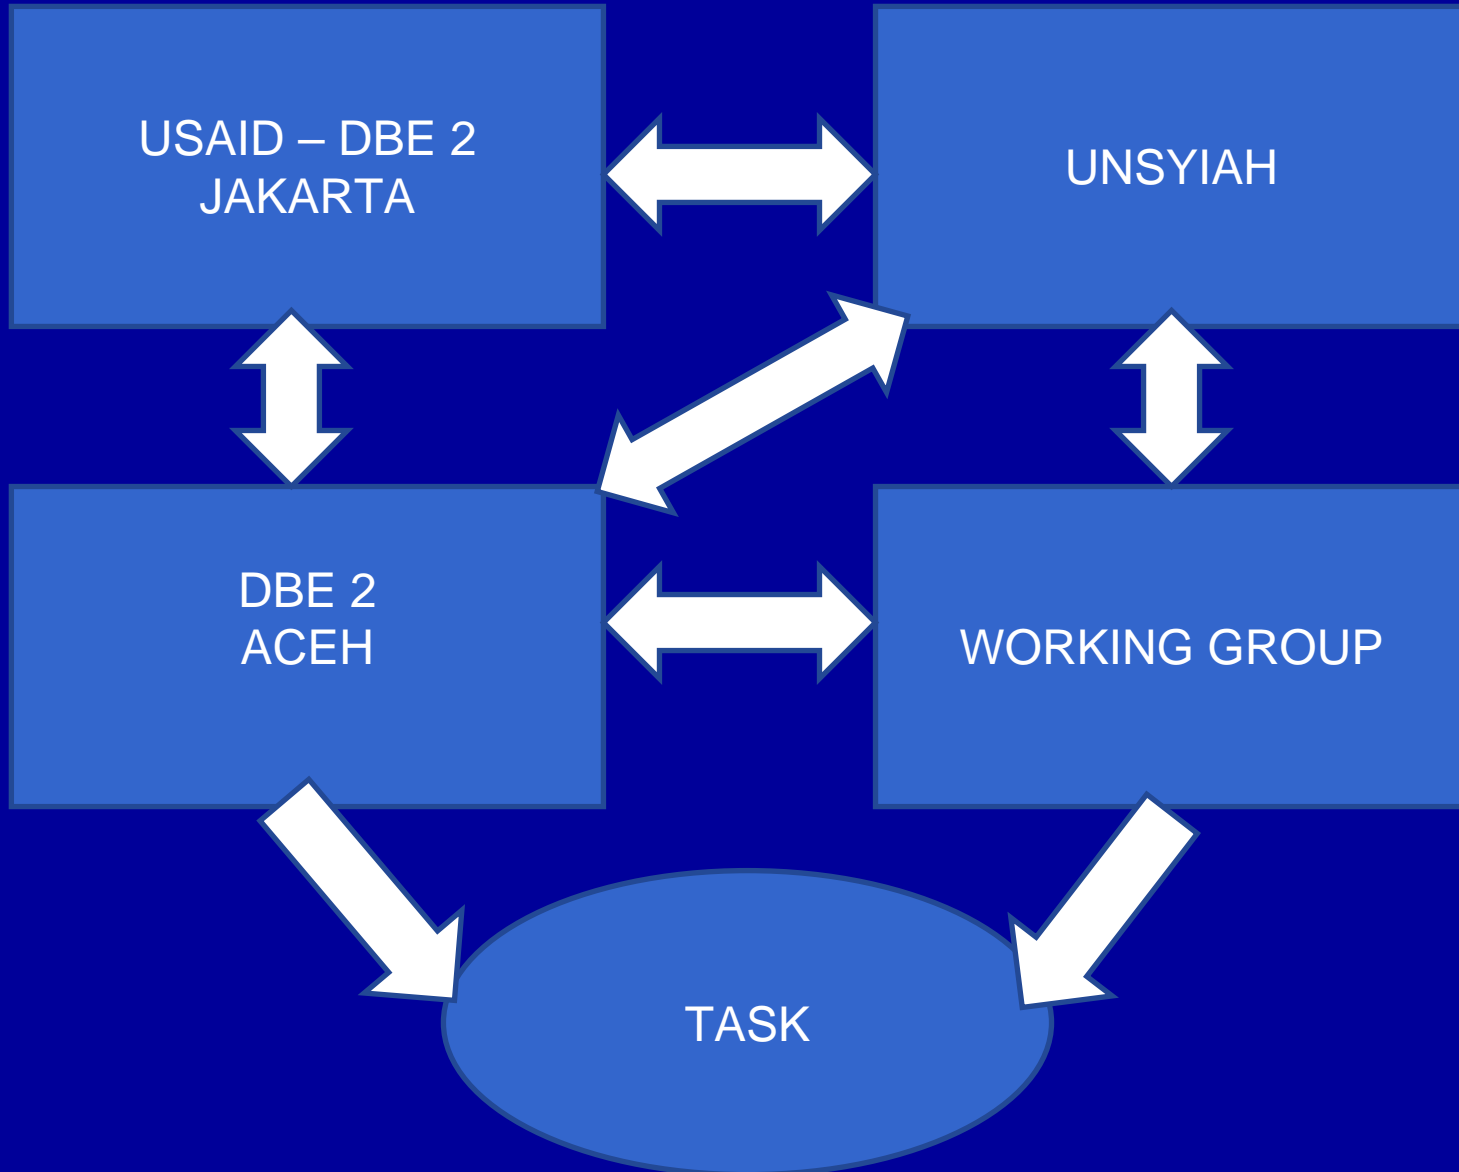 USAID – DBE 2
JAKARTA
UNSYIAH
DBE 2
ACEH
WORKING GROUP
TASK